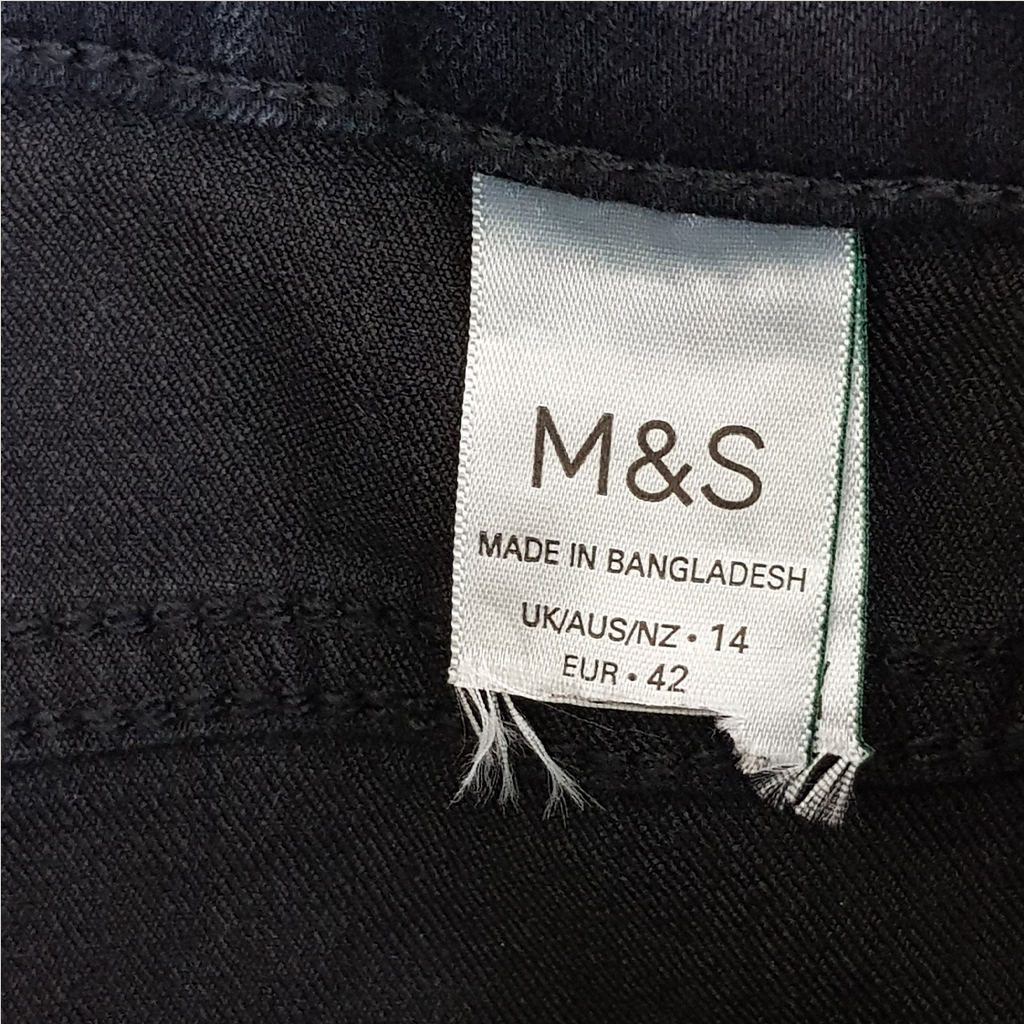 M&S
MADE IN BANGLADESH
UK/AUS/NZ • 14
EUR • 42